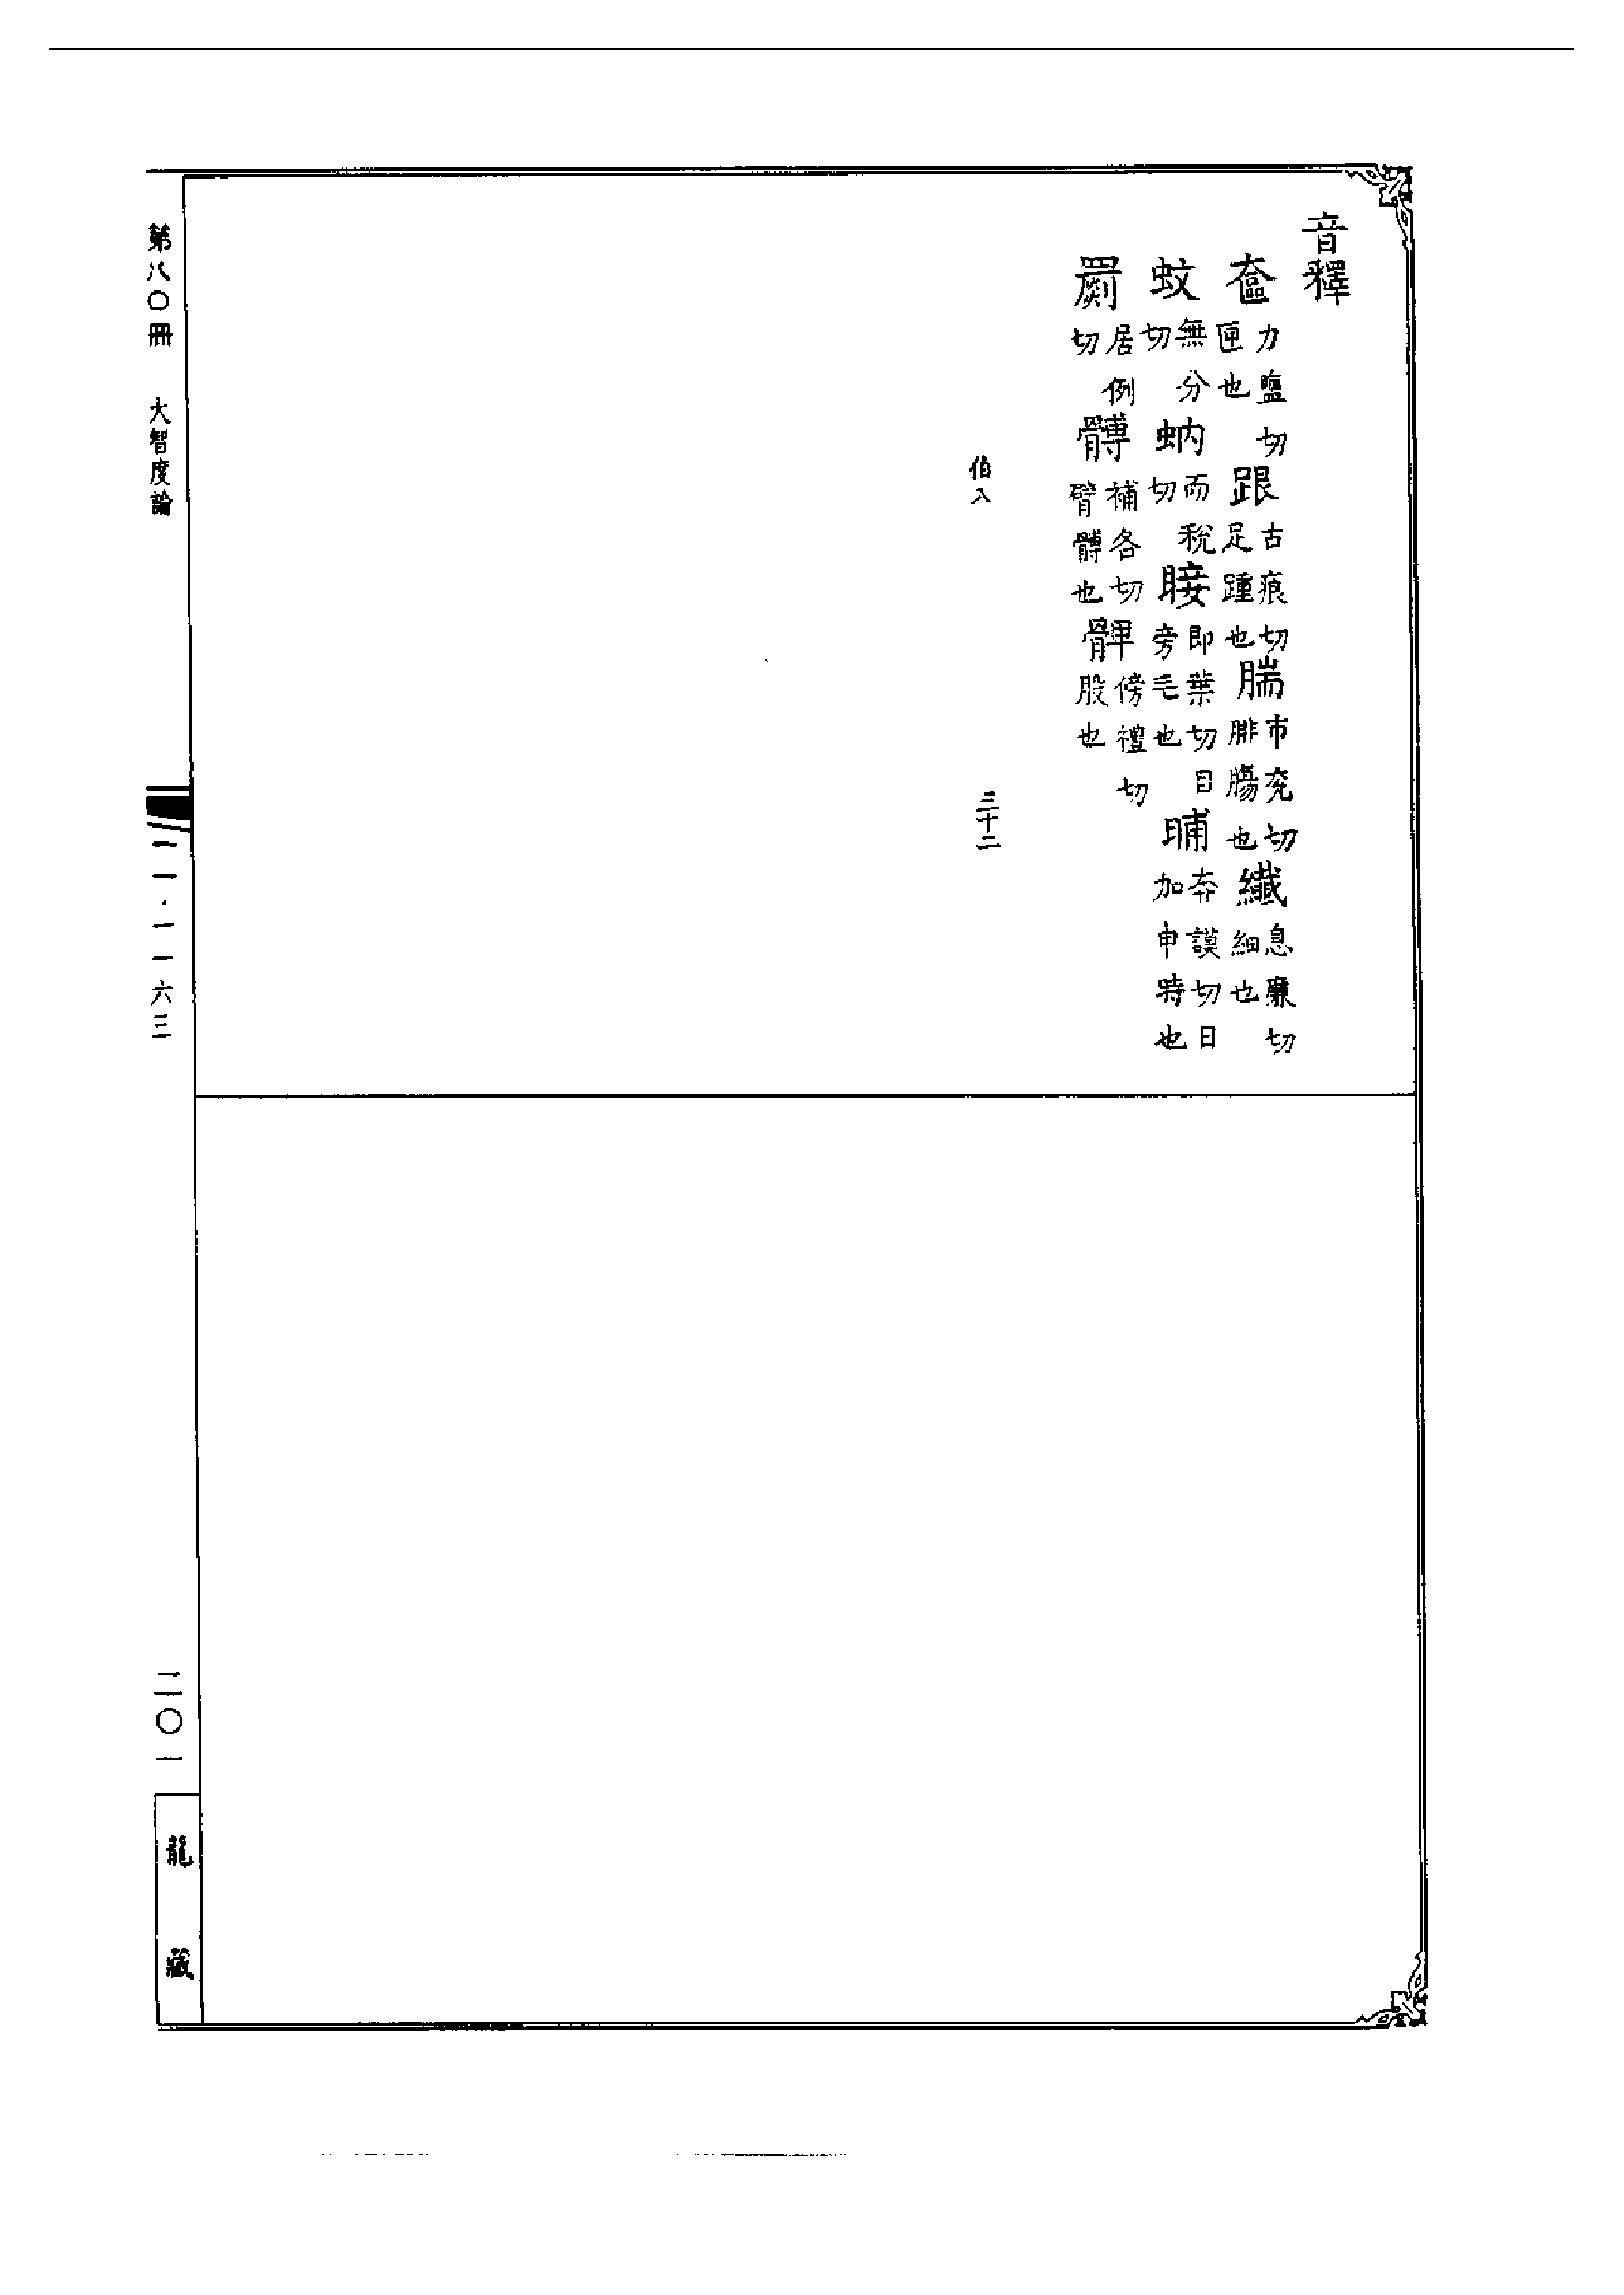 音釋
奩力鹽切匣也跟古痕切足踵也腨市兖切腓腸也纖息廉切細也
蚊無分切蚋而稅切睫即葉切目旁毛也晡奔謨切日加申時也
罽居例切髆補各切臂髆也髀傍禮切股也
伯八 三十二
第八〇冊 大智度論
二一·一一六三
二〇一
龍藏